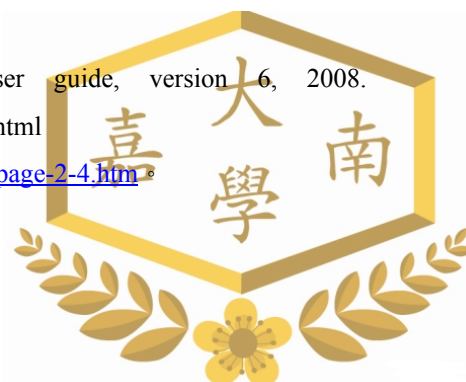 ser guide, version 6, 2008.
html
page-2-4.htm。
大
嘉 南
學